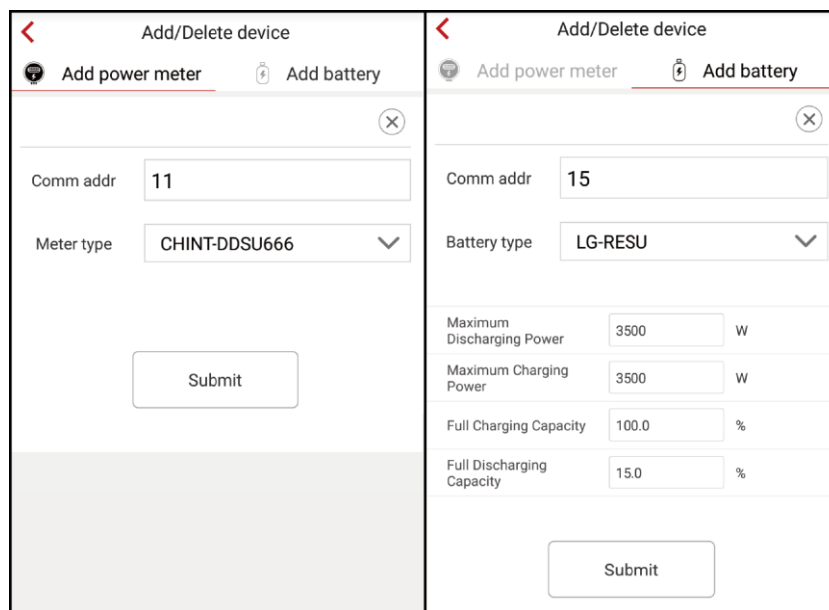 Add/Delete device
Add power meter
Add battery
Comm addr
11
Meter type
CHINT-DDSU666
Submit
Add/Delete device
Add power meter
Add battery
Comm addr
15
Battery type
LG-RESU
Maximum
Discharging Power
3500
W
Maximum Charging
Power
3500
W
Full Charging Capacity
100.0
%
Full Discharging
Capacity
15.0
%
Submit